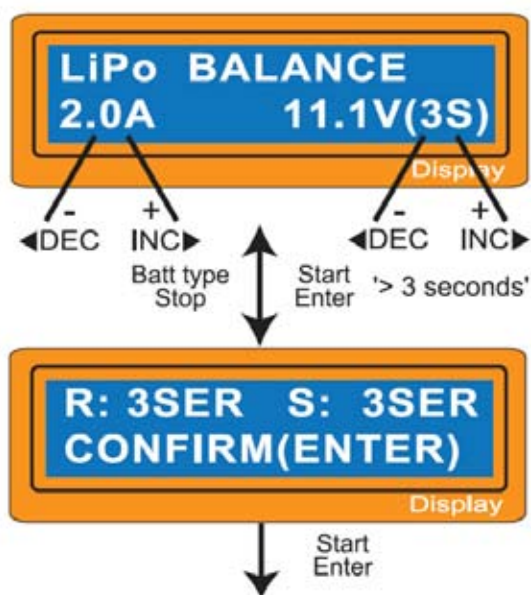 LiPo BALANCE
2.0A 11.1V(3S)
Display
- + - +
◀DEC INC▶ ◀DEC INC▶
Batt type Start '> 3 seconds'
Stop Enter
R: 3SER S: 3SER
CONFIRM(ENTER)
Display
Start
Enter